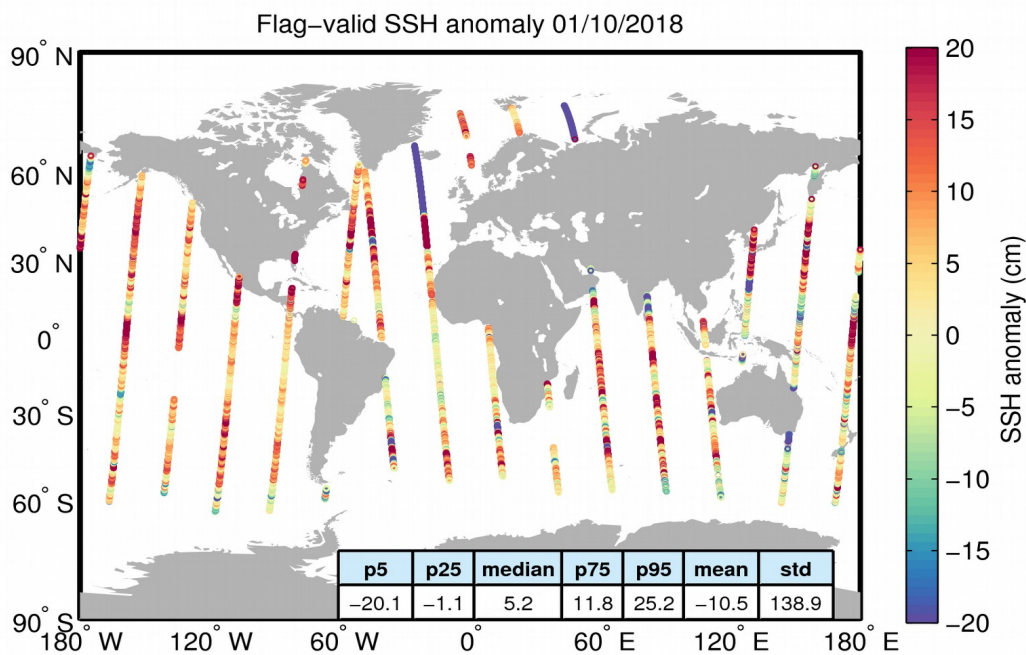 Flag−valid SSH anomaly 01/10/2018
90° N
60° N
30° N
0°
30° S
60° S
90° S
180° W
120° W
60° W
0°
60° E
120° E
180° E
p5 p25 median p75 p95 mean std
−20.1 −1.1 5.2 11.8 25.2 −10.5 138.9
20
15
10
5
0
−5
−10
−15
−20
SSH anomaly (cm)